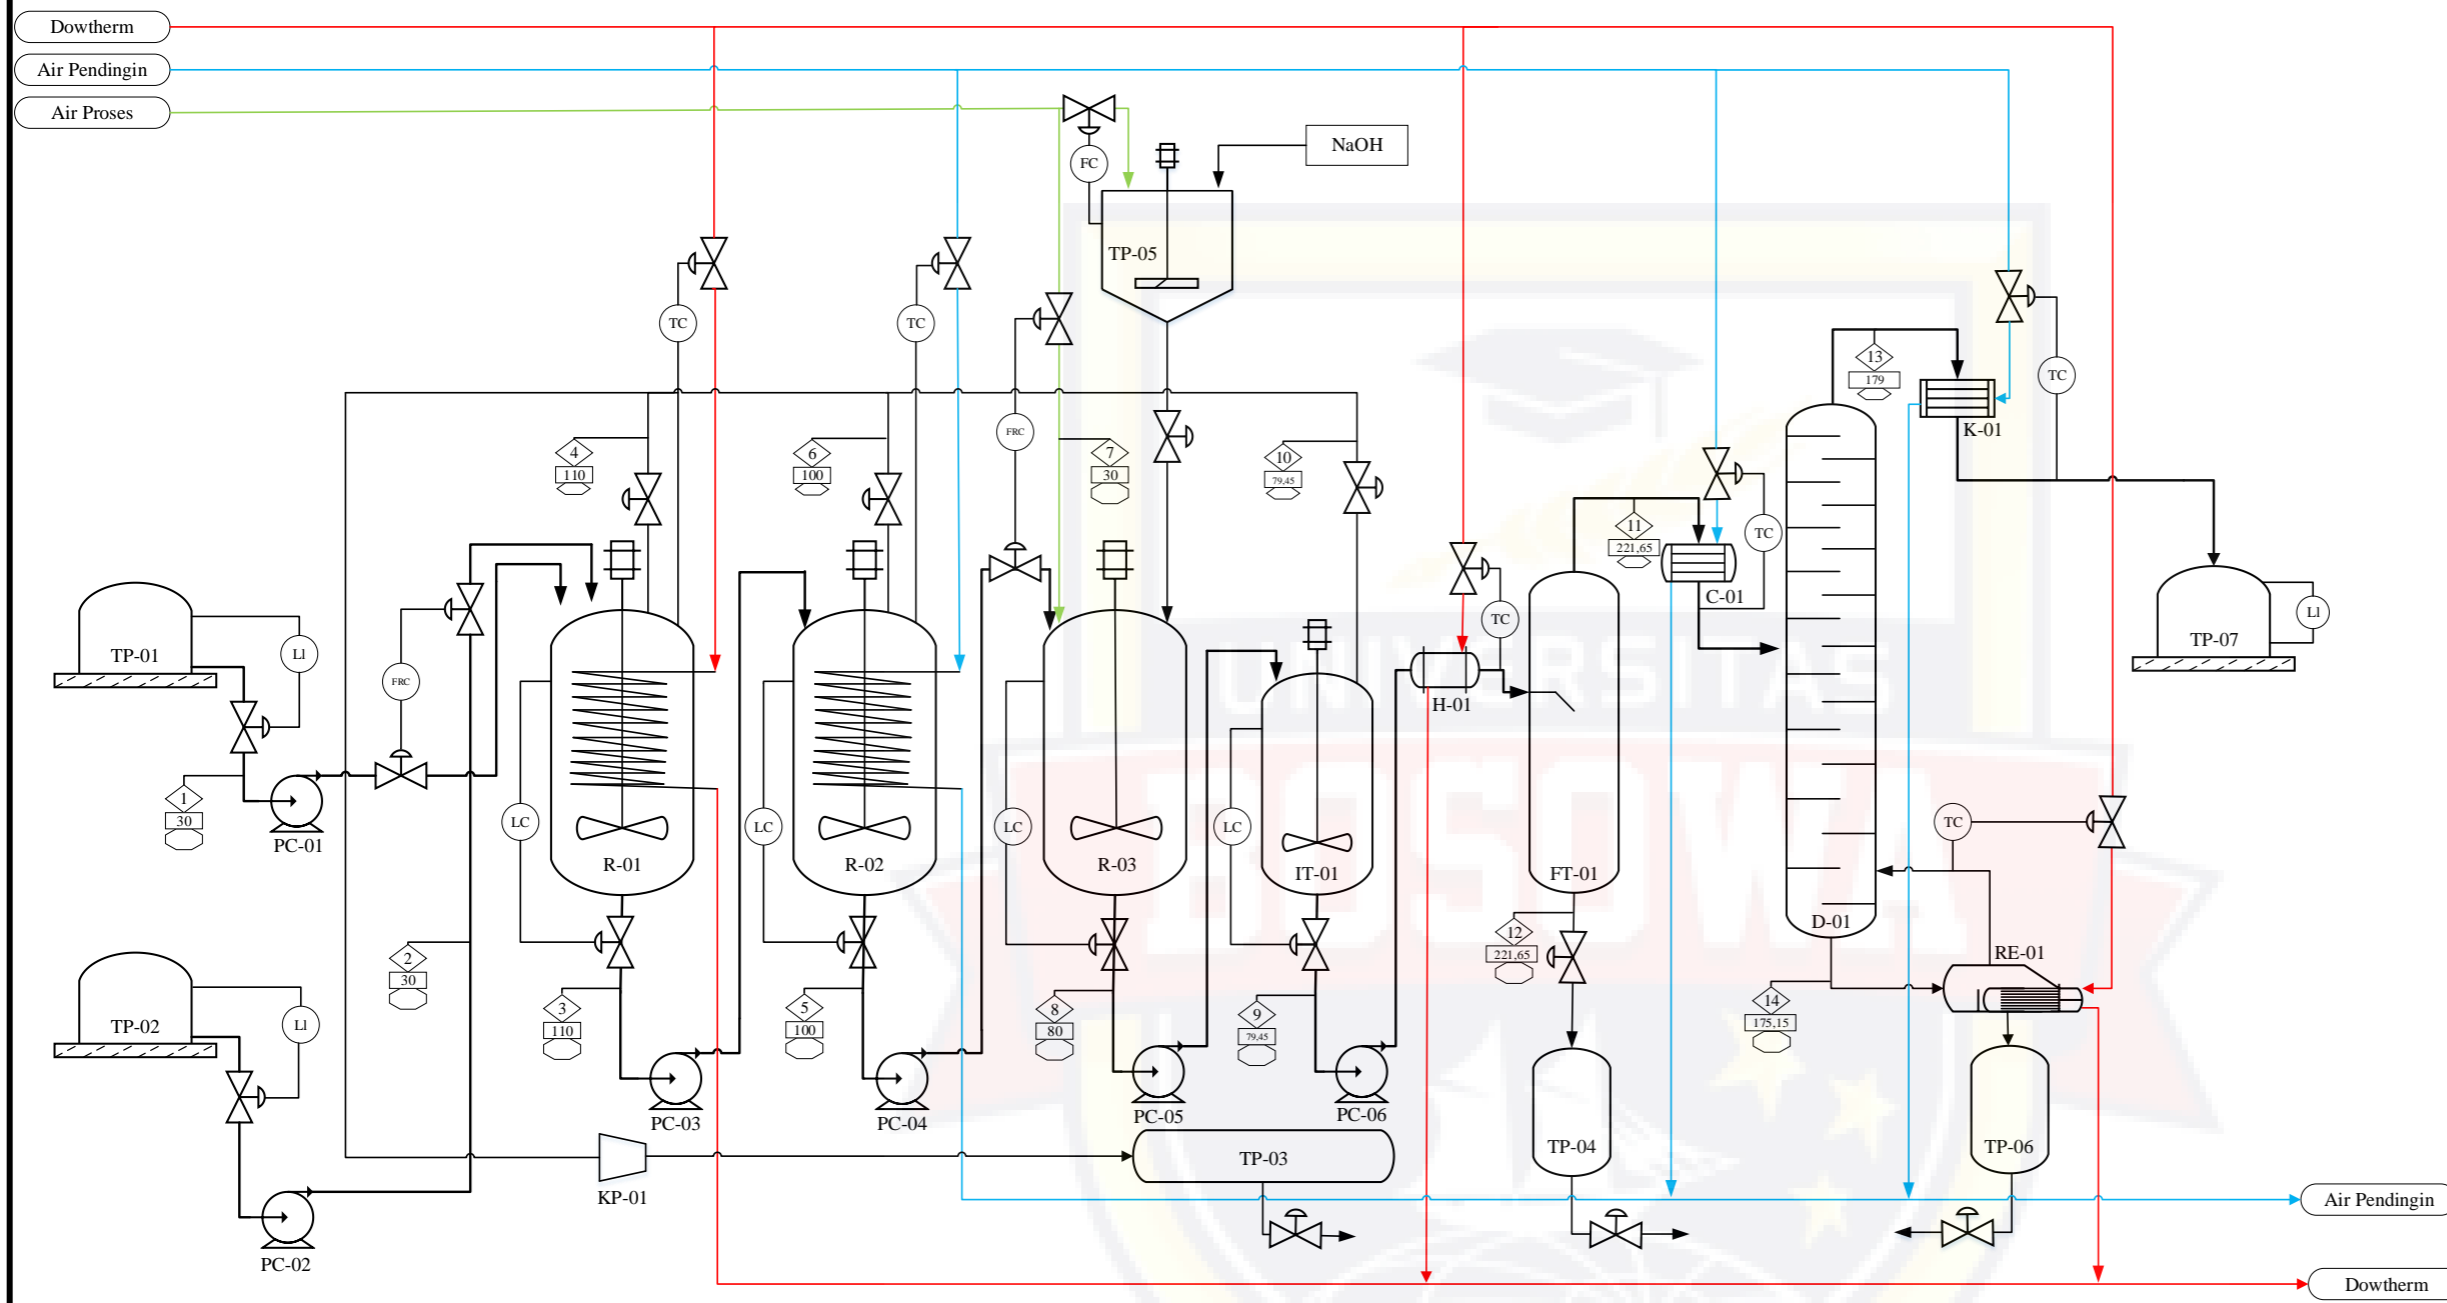 Dowtherm
Air Pendingin
Air Proses
NaOH
FC
TP-05
TC
TC
13
179
TC
K-01
4
110
6
100
FRC
7
30
10
79,45
11
221,65
TC
C-01
TP-01
LI
FRC
TC
H-01
TP-07
LI
UNIVERSITAS
BOSOWA
1
30
PC-01
LC
R-01
LC
R-02
LC
R-03
LC
IT-01
FT-01
TC
D-01
2
30
12
221,65
RE-01
TP-02
LI
3
110
5
100
8
80
9
79,45
14
175,15
PC-03
PC-04
PC-05
PC-06
KP-01
TP-03
TP-04
TP-06
PC-02
Air Pendingin
Dowtherm